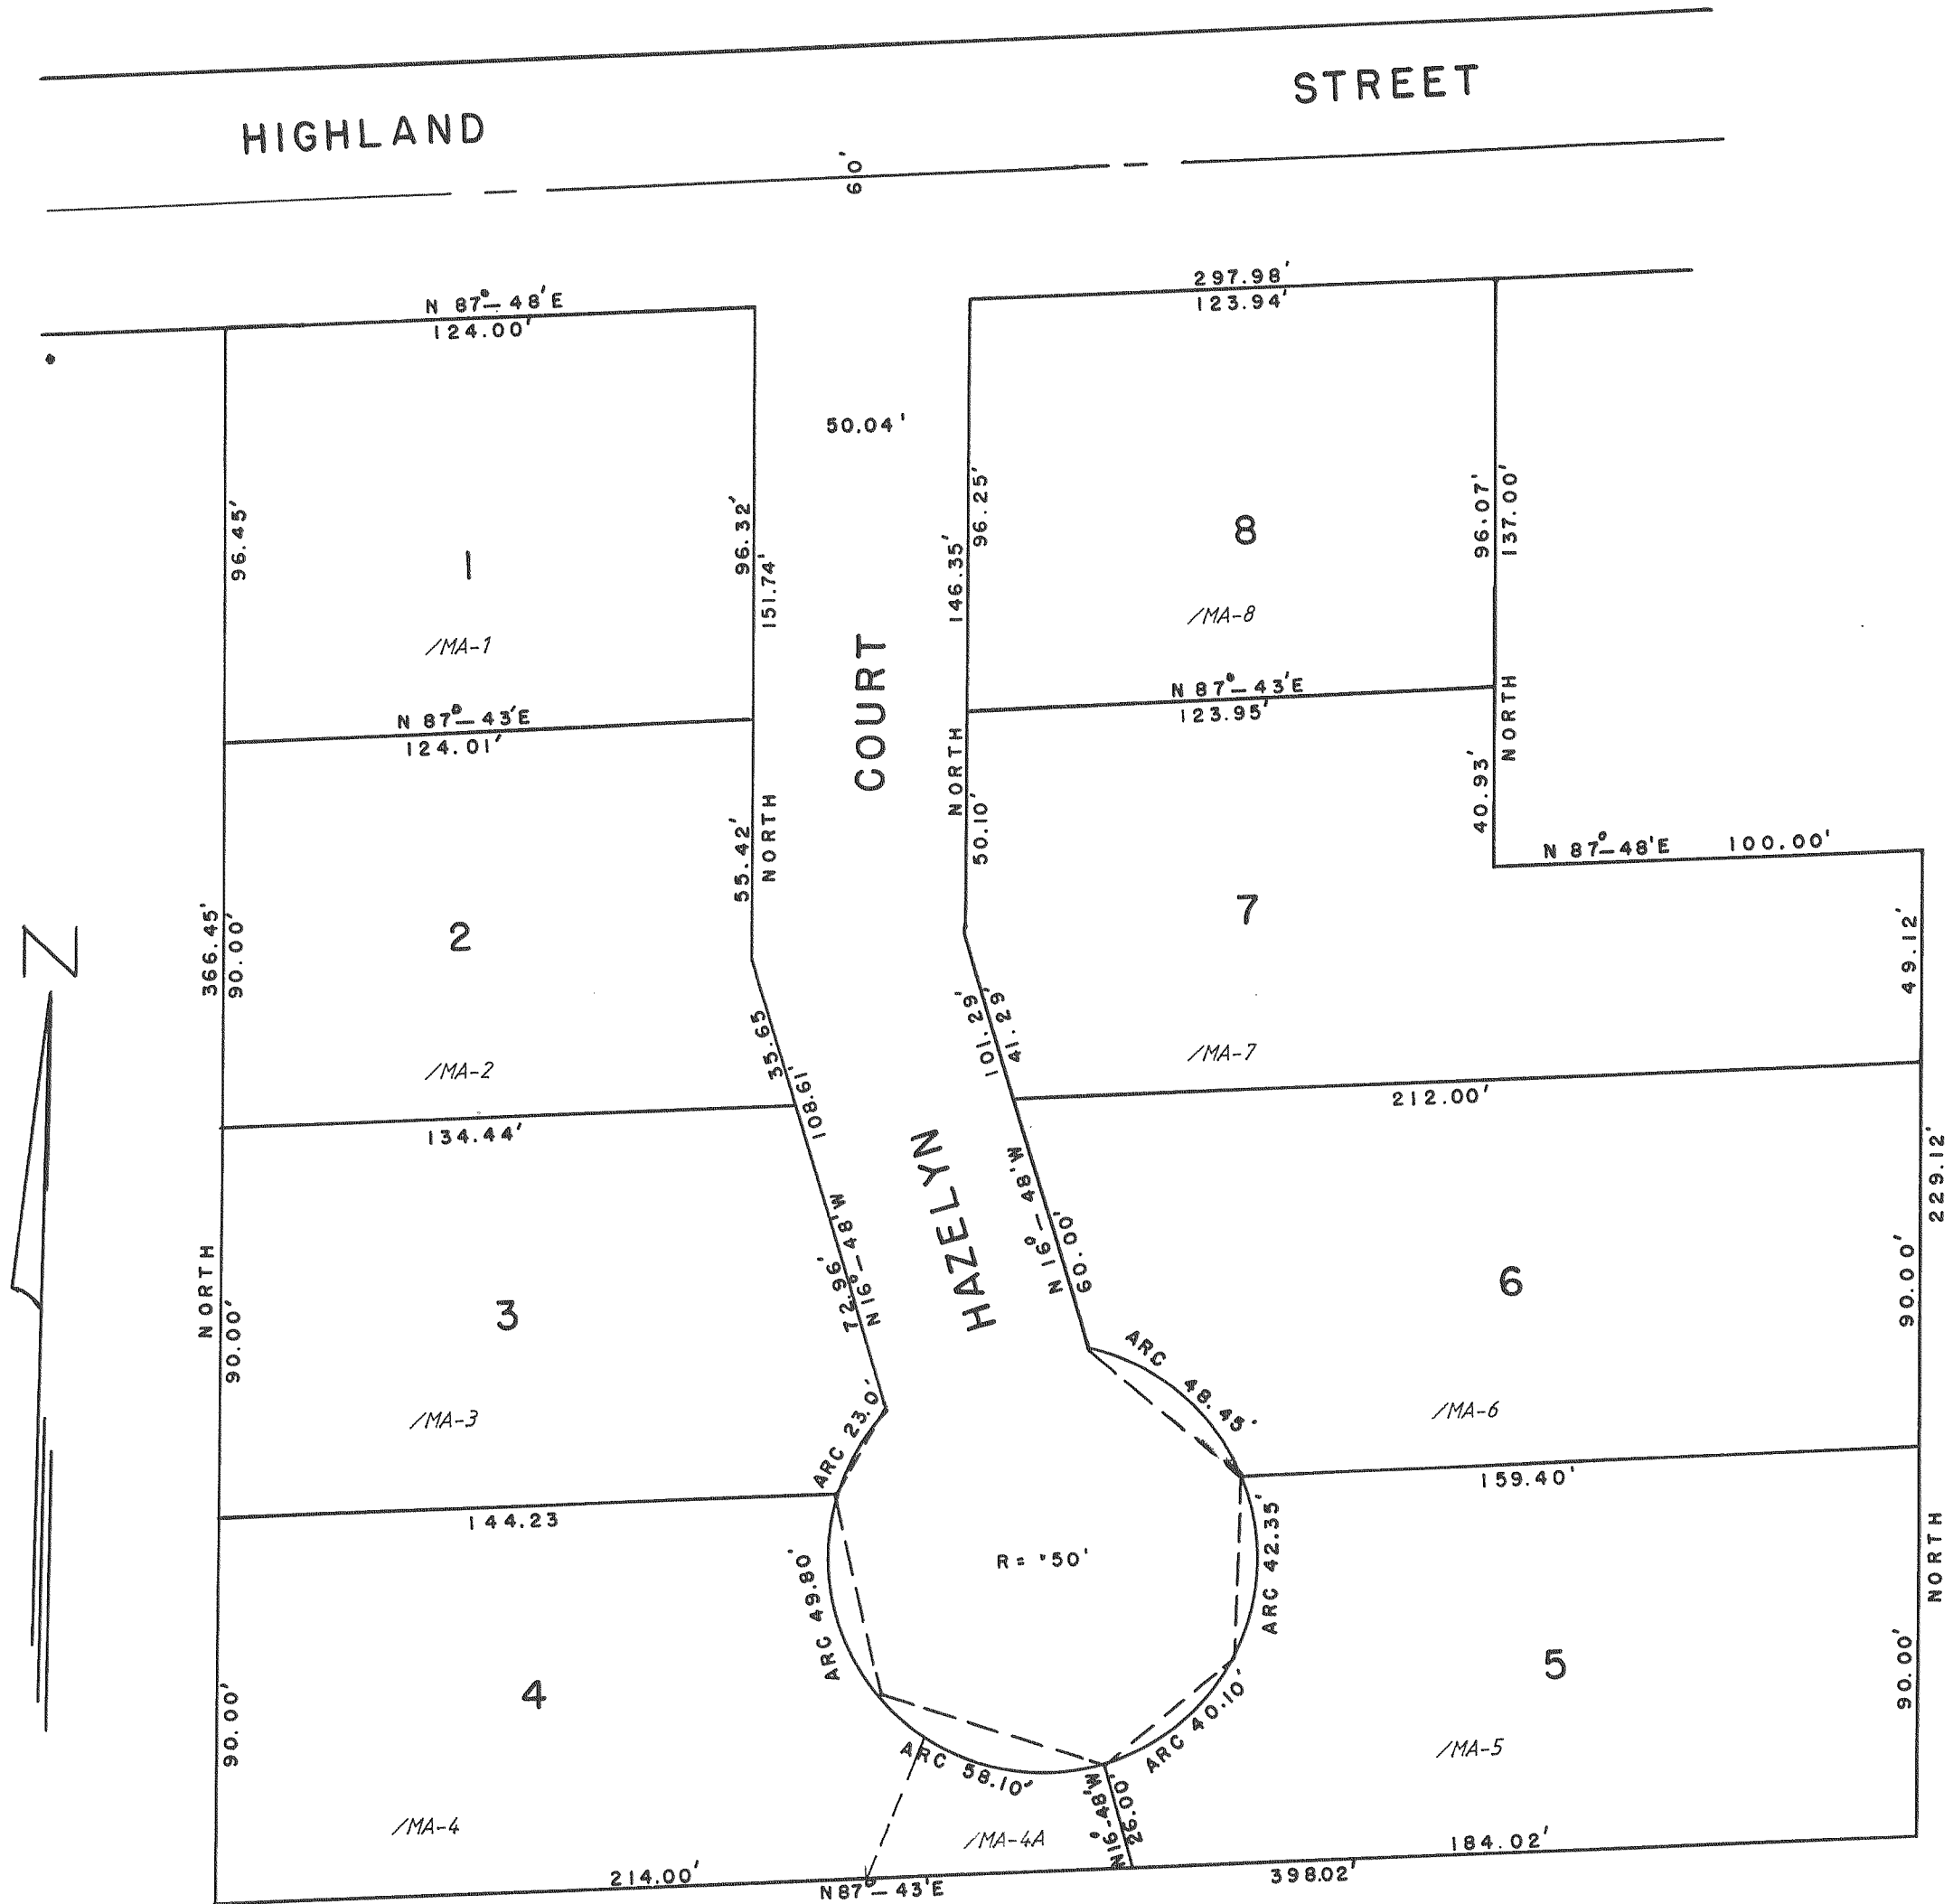 HIGHLAND
STREET
60'
N 87°-48'E
124.00'
297.98'
123.94'
50.04'
96.45'
1
/MA-1
96.32'
151.74'
146.35'
96.25'
8
/MA-8
96.07'
137.00'
N 87°-43'E
124.01'
N 87°-43'E
123.95'
COURT
NORTH
NORTH
NORTH
55.42'
50.10'
40.93'
N 87°-48'E 100.00'
366.45'
90.00'
2
/MA-2
7
/MA-7
49.12'
Z
35.65
108.61'
101.29'
41.29'
134.44'
212.00'
HAZELYN
N 16°-48'W
72.96'
N 16°-48'W
60.00'
229.12'
NORTH
90.00'
3
/MA-3
6
/MA-6
90.00'
ARC 23.0'
ARC 48.45'
144.23
159.40'
R = 50'
ARC 49.80'
ARC 42.35'
NORTH
4
/MA-4
90.00'
5
/MA-5
90.00'
ARC 58.10'
ARC 40.10'
/MA-4A
N16°-48'W
26.00'
214.00'
N 87°-43'E
398.02'
184.02'